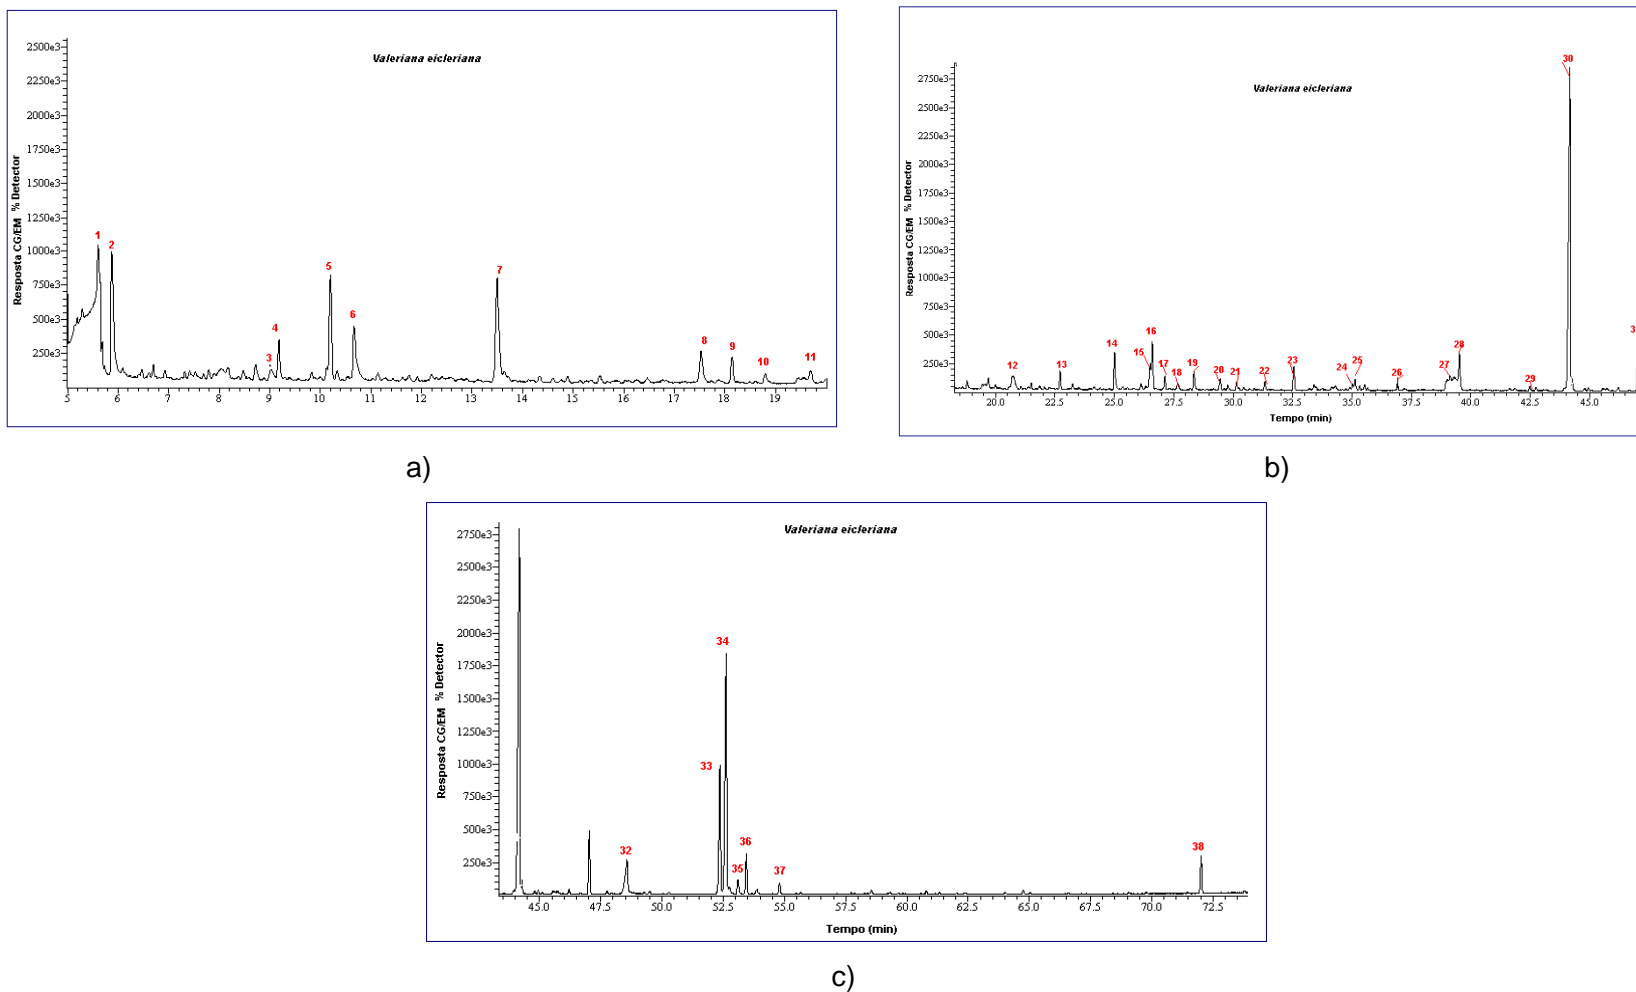 Valeriana eicleriana
Resposta CG/EM % Detector
2500e3
2250e3
2000e3
1750e3
1500e3
1250e3
1000e3
750e3
500e3
250e3
1
2
3
4
5
6
7
8
9
10
11
5 6 7 8 9 10 11 12 13 14 15 16 17 18 19
a)
Valeriana eicleriana
Resposta CG/EM % Detector
2750e3
2500e3
2250e3
2000e3
1750e3
1500e3
1250e3
1000e3
750e3
500e3
250e3
12
13
14
15
16
17
18
19
20
21
22
23
24
25
26
27
28
29
30
3
20.0 22.5 25.0 27.5 30.0 32.5 35.0 37.5 40.0 42.5 45.0
Tempo (min)
b)
Valeriana eicleriana
Resposta CG/EM % Detector
2750e3
2500e3
2250e3
2000e3
1750e3
1500e3
1250e3
1000e3
750e3
500e3
250e3
32
33
34
35
36
37
38
45.0 47.5 50.0 52.5 55.0 57.5 60.0 62.5 65.0 67.5 70.0 72.5
Tempo (min)
c)